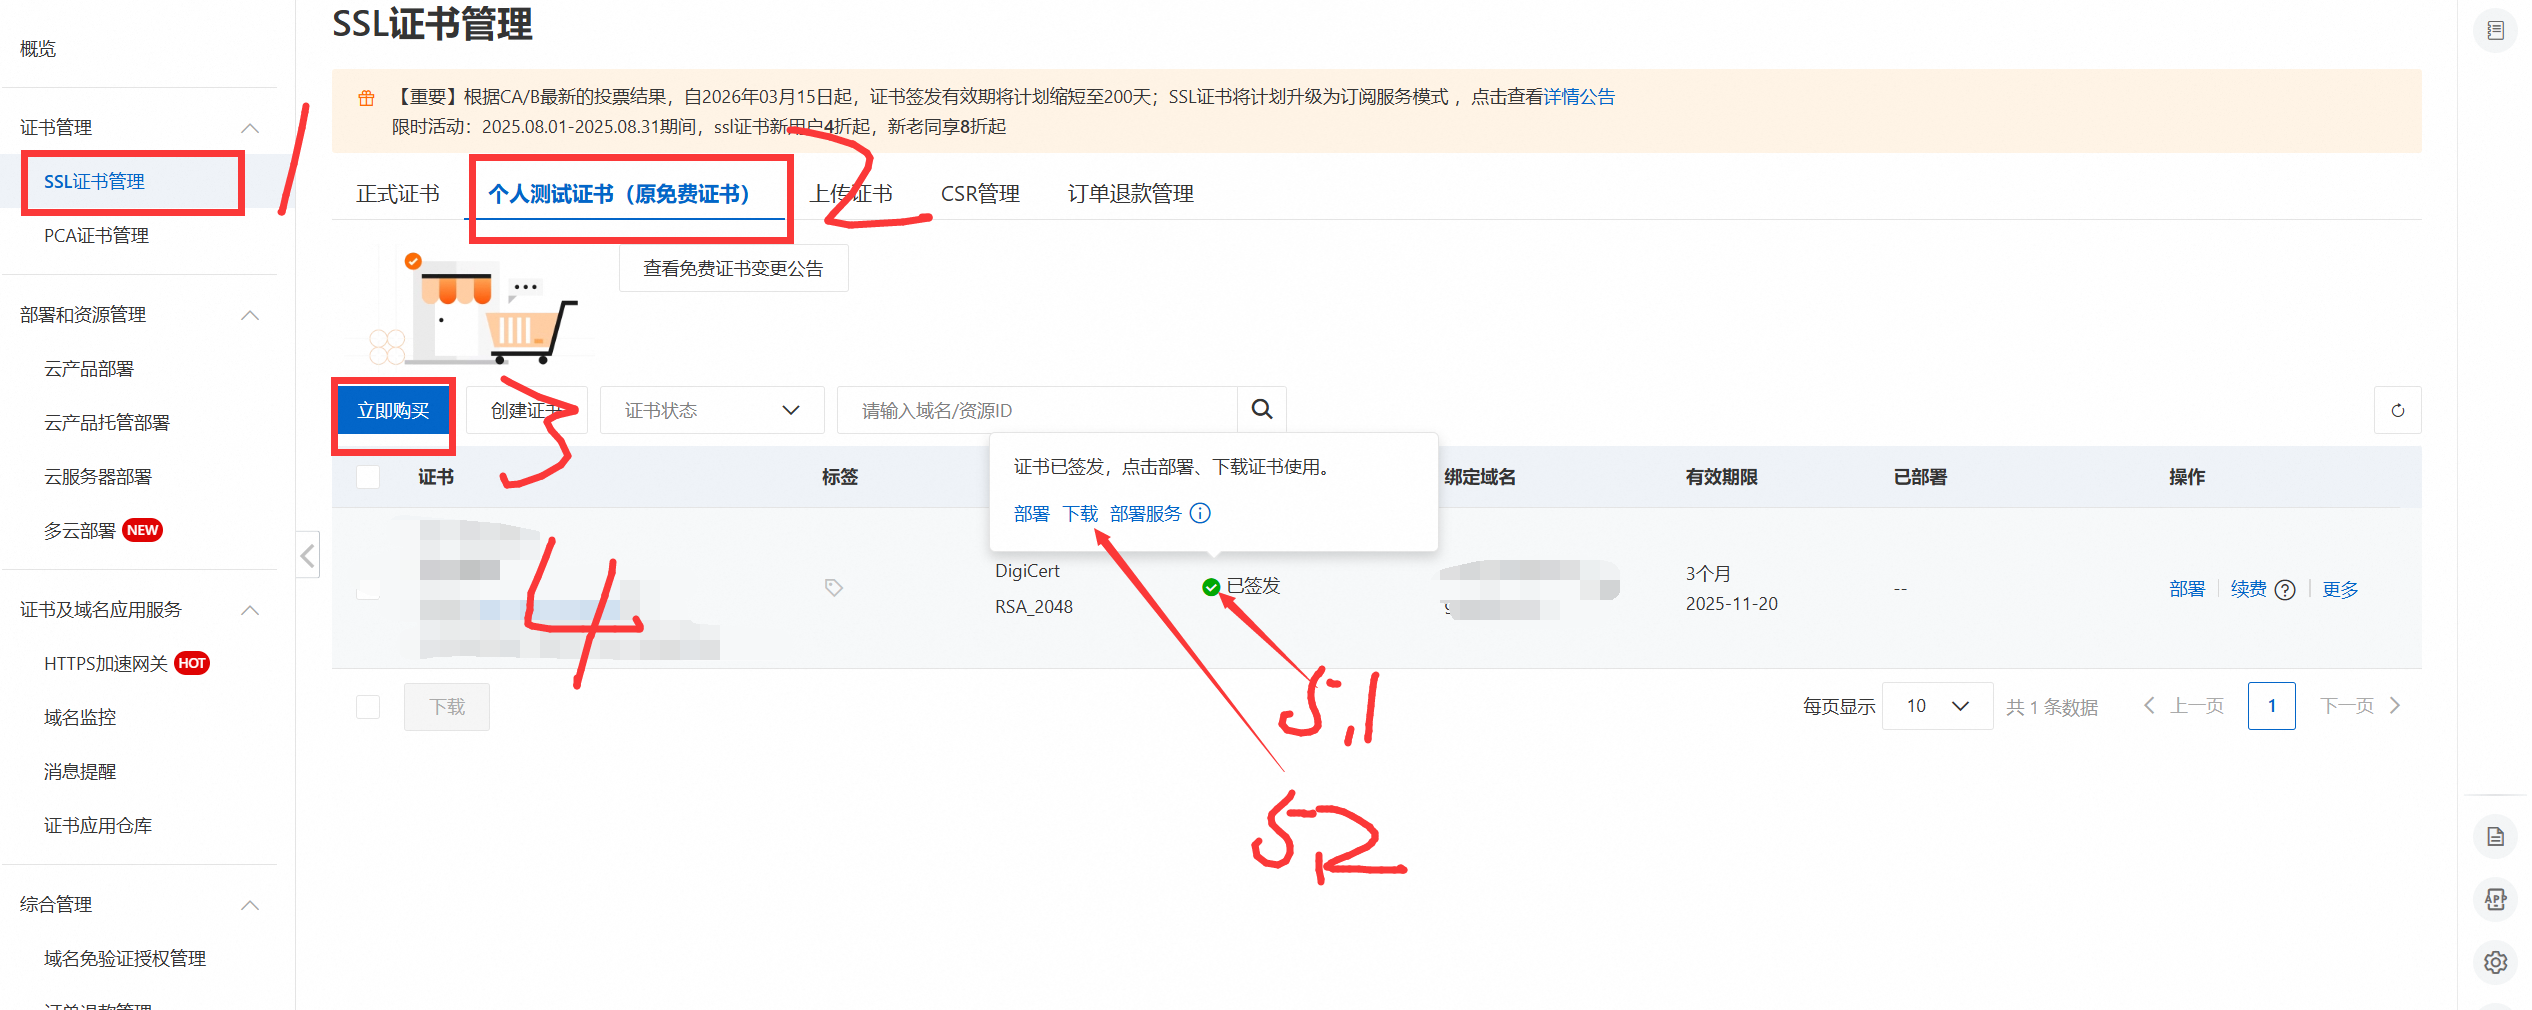 概览
证书管理
SSL证书管理
PCA证书管理
部署和资源管理
云产品部署
云产品托管部署
云服务器部署
多云部署 NEW
证书及域名应用服务
HTTPS加速网关 HOT
域名监控
消息提醒
证书应用仓库
综合管理
域名免验证授权管理
SSL证书管理
【重要】根据CA/B最新的投票结果，自2026年03月15日起，证书签发有效期将计划缩短至200天；SSL证书将计划升级为订阅服务模式 ，点击查看详情公告
限时活动：2025.08.01-2025.08.31期间，ssl证书新用户4折起，新老同享8折起
正式证书 个人测试证书（原免费证书） 上传证书 CSR管理 订单退款管理
查看免费证书变更公告
立即购买 创建证书 证书状态 请输入域名/资源ID
证书已签发，点击部署、下载证书使用。
部署 下载 部署服务
证书 标签 绑定域名 有效期限 已部署 操作
DigiCert
RSA_2048
已签发
3个月
2025-11-20
--
部署 续费 更多
下载
每页显示 10 共 1 条数据 上一页 1 下一页
1
2
3
4
5.1
5.2
APP